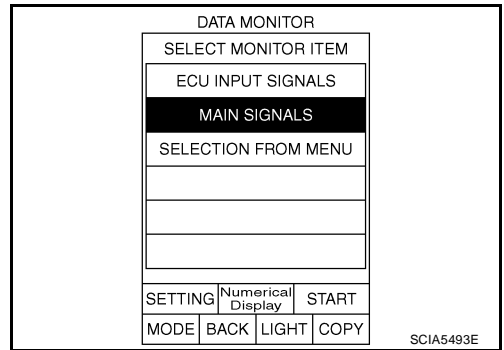 DATA MONITOR
SELECT MONITOR ITEM
ECU INPUT SIGNALS
MAIN SIGNALS
SELECTION FROM MENU
SETTING Numerical Display START
MODE BACK LIGHT COPY
SCIA5493E